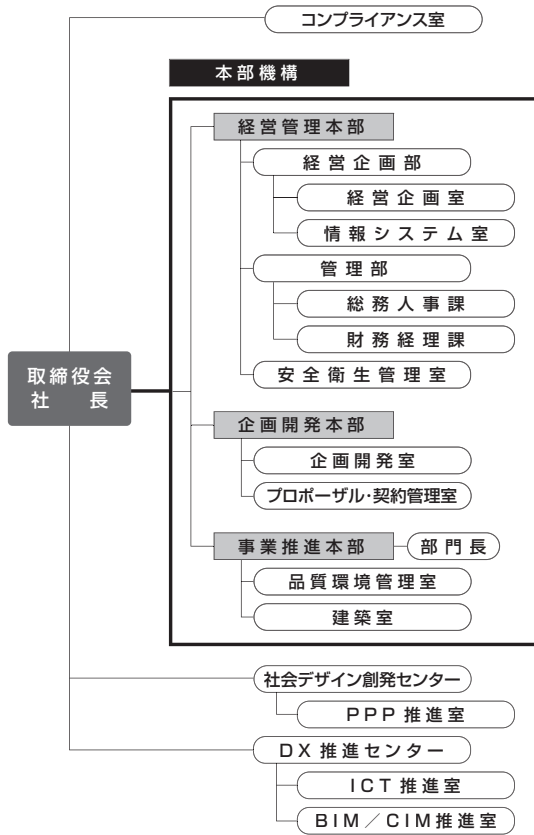 コンプライアンス室
本部機構
経営管理本部
経営企画部
経営企画室
情報システム室
管理部
総務人事課
財務経理課
安全衛生管理室
取締役会
社長
企画開発本部
企画開発室
プロポーザル・契約管理室
事業推進本部
部門長
品質環境管理室
建築室
社会デザイン創発センター
PPP推進室
DX推進センター
ICT推進室
BIM／CIM推進室